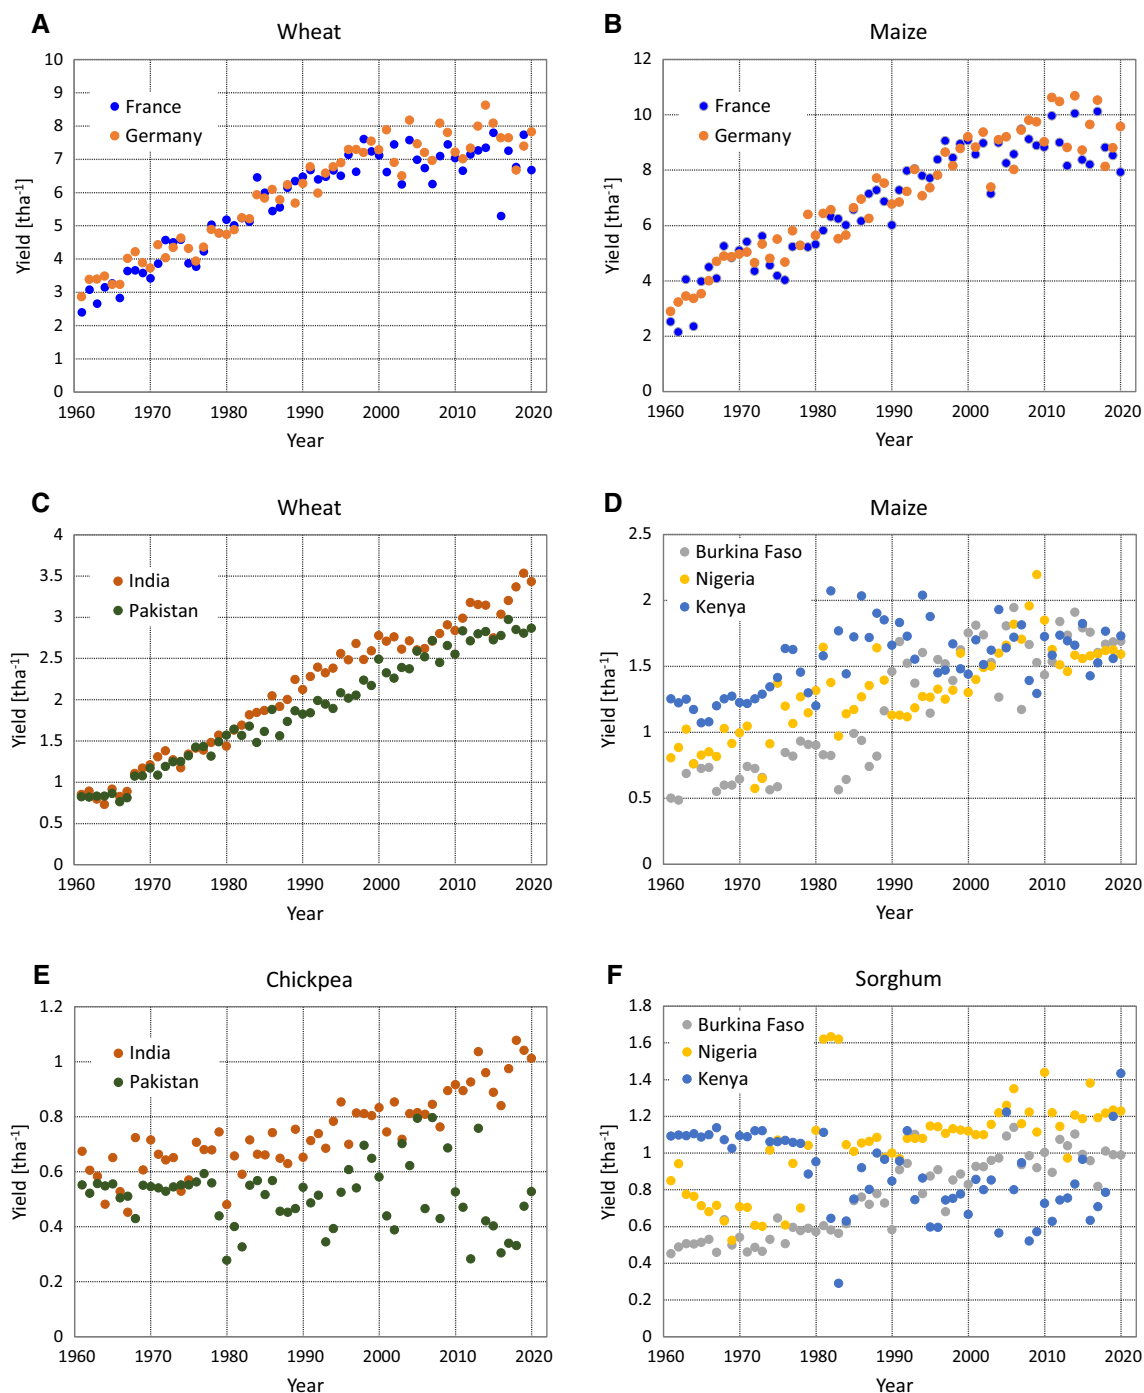 A
Wheat
Yield [tha-1]
10
9
8
7
6
5
4
3
2
1
0
France
Germany
1960 1970 1980 1990 2000 2010 2020
Year
B
Maize
Yield [tha-1]
12
10
8
6
4
2
0
France
Germany
1960 1970 1980 1990 2000 2010 2020
Year
C
Wheat
Yield [tha-1]
4
3.5
3
2.5
2
1.5
1
0.5
0
India
Pakistan
1960 1970 1980 1990 2000 2010 2020
Year
D
Maize
Yield [tha-1]
2.5
2
1.5
1
0.5
0
Burkina Faso
Nigeria
Kenya
1960 1970 1980 1990 2000 2010 2020
Year
E
Chickpea
Yield [tha-1]
1.2
1
0.8
0.6
0.4
0.2
0
India
Pakistan
1960 1970 1980 1990 2000 2010 2020
Year
F
Sorghum
Yield [tha-1]
1.8
1.6
1.4
1.2
1
0.8
0.6
0.4
0.2
0
Burkina Faso
Nigeria
Kenya
1960 1970 1980 1990 2000 2010 2020
Year